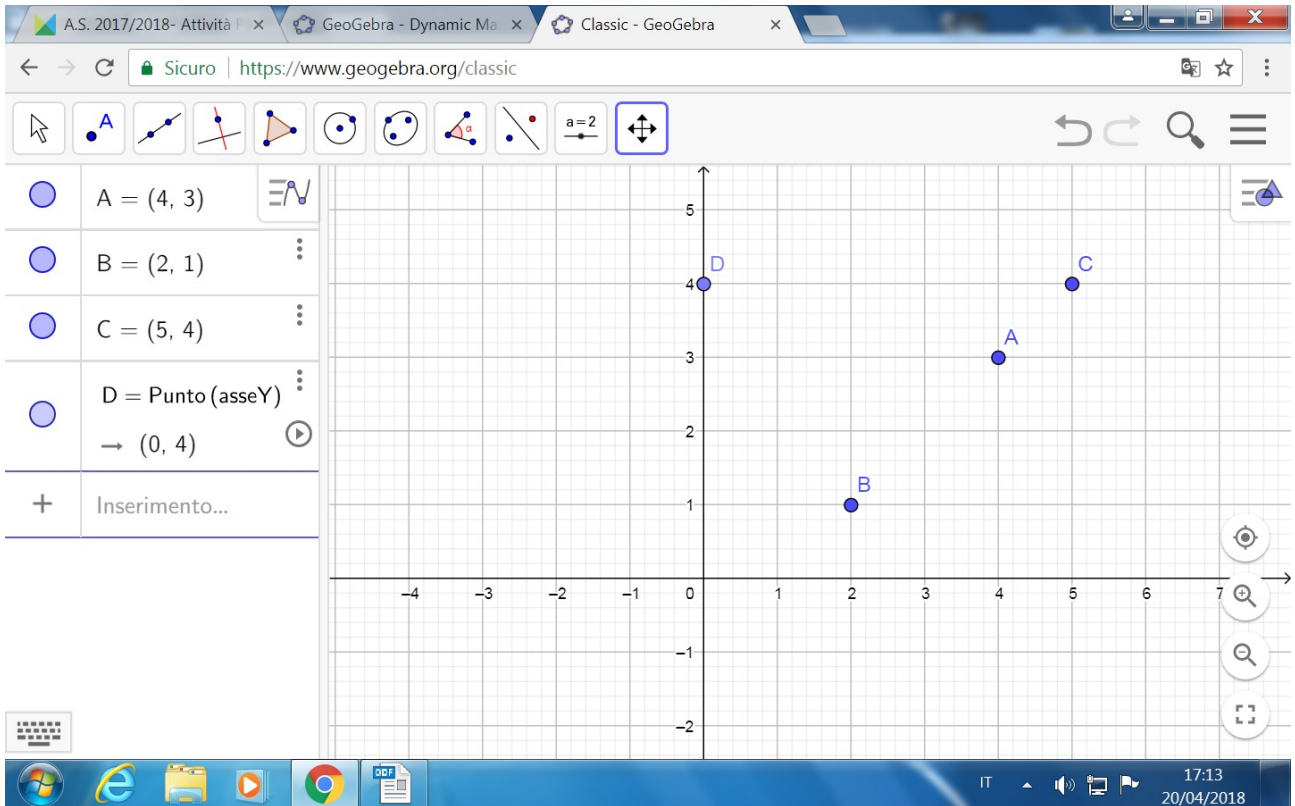 A.S. 2017/2018- Attività
GeoGebra - Dynamic Ma
Classic - GeoGebra
Sicuro https://www.geogebra.org/classic
A
α
a=2
A = (4, 3)
B = (2, 1)
C = (5, 4)
D = Punto (asseY)
→ (0, 4)
+ Inserimento...
5
D
C
4
A
3
2
B
1
–4 –3 –2 –1 0 1 2 3 4 5 6 7
–1
–2
ODF
IT
17:13
20/04/2018